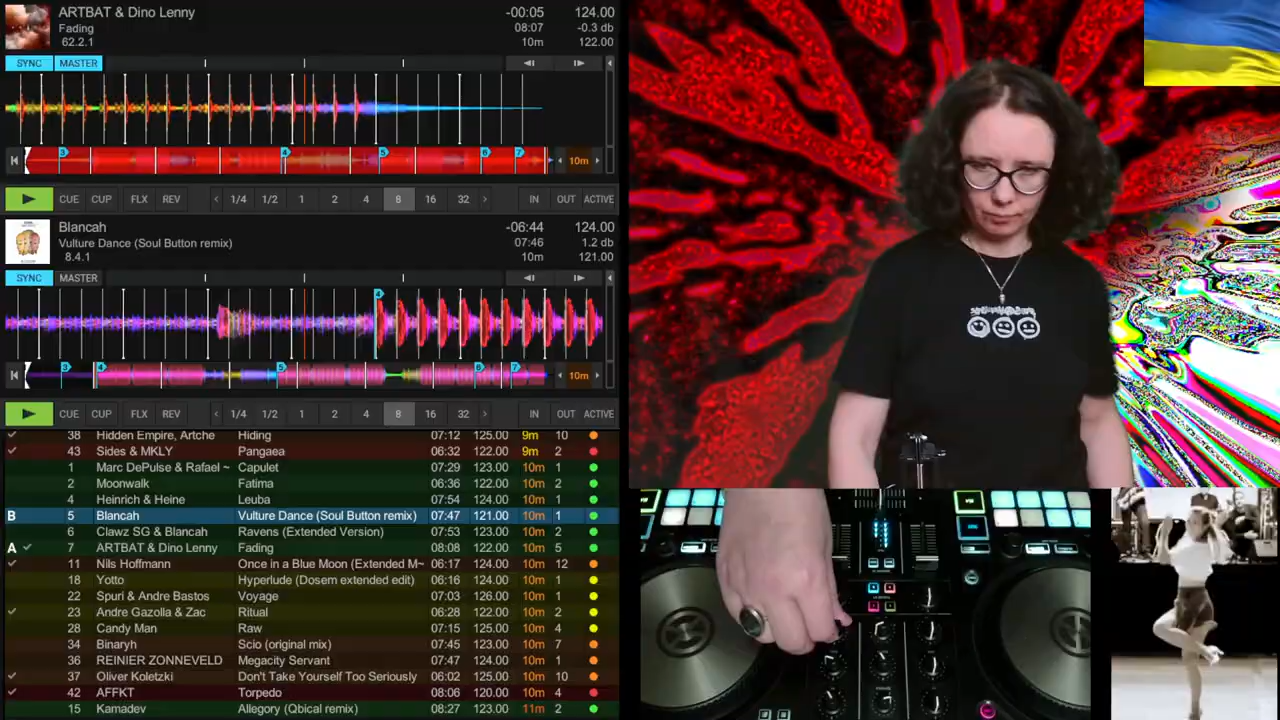 ARTBAT & Dino Lenny -00:05 124.00
Fading 08:07 -0.3 db
62.2.1 10m 122.00
SYNC MASTER
3 4 5 6 7 10m
CUE CUP FLX REV 1/4 1/2 1 2 4 8 16 32 IN OUT ACTIVE
Blancah -06:44 124.00
Vulture Dance (Soul Button remix) 07:46 1.2 db
8.4.1 10m 121.00
SYNC MASTER
4
3 4 5 6 7 10m
CUE CUP FLX REV 1/4 1/2 1 2 4 8 16 32 IN OUT ACTIVE
38 Hidden Empire, Artche Hiding 07:12 125.00 9m 10
43 Sides & MKLY Pangaea 06:32 122.00 9m 2
1 Marc DePulse & Rafael ~ Capulet 07:29 123.00 10m 1
2 Moonwalk Fatima 06:36 122.00 10m 2
4 Heinrich & Heine Leuba 07:54 124.00 10m 1
B 5 Blancah Vulture Dance (Soul Button remix) 07:47 121.00 10m 1
6 Clawz SG & Blancah Ravens (Extended Version) 07:53 123.00 10m 2
A 7 ARTBAT & Dino Lenny Fading 08:08 122.00 10m 5
11 Nils Hoffmann Once in a Blue Moon (Extended M~ 06:17 124.00 10m 12
18 Yotto Hyperlude (Dosem extended edit) 06:16 124.00 10m 1
22 Spuri & Andre Bastos Voyage 07:03 126.00 10m 1
23 Andre Gazolla & Zac Ritual 06:28 122.00 10m 2
28 Candy Man Raw 07:15 125.00 10m 4
34 Binaryh Scio (original mix) 07:45 123.00 10m 7
36 REINIER ZONNEVELD Megacity Servant 07:47 124.00 10m 1
37 Oliver Koletzki Don't Take Yourself Too Seriously 06:02 125.00 10m 10
42 AFFKT Torpedo 08:06 120.00 10m 4
15 Kamadev Allegory (Qbical remix) 08:27 123.00 11m 2